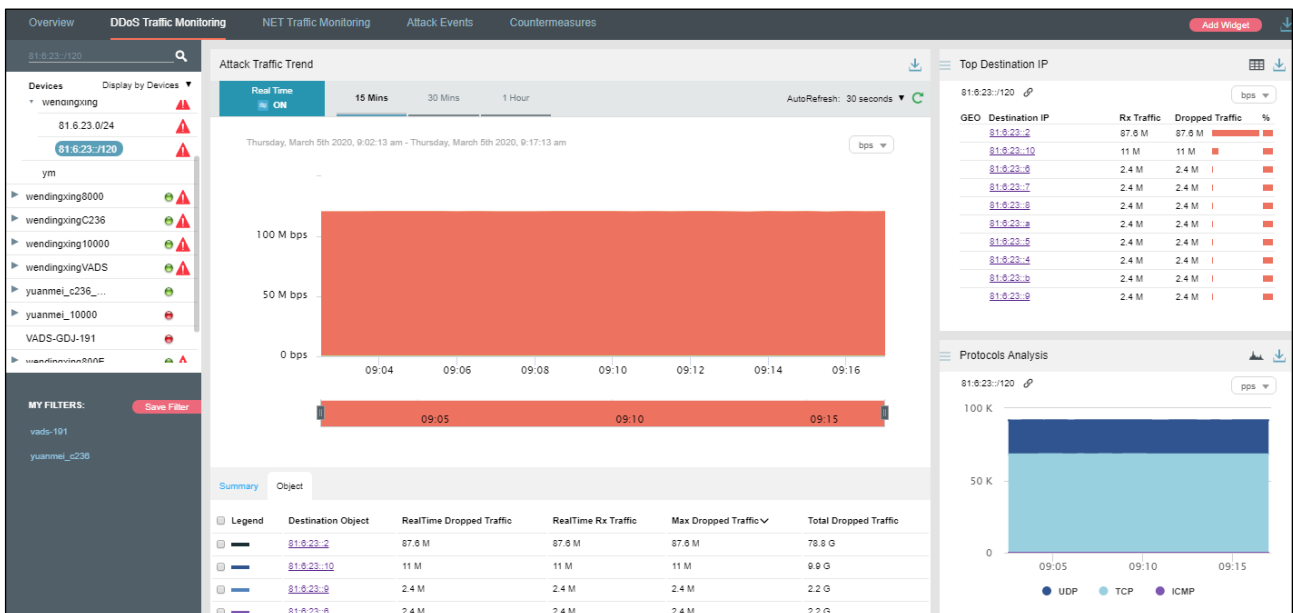 Overview DDoS Traffic Monitoring NET Traffic Monitoring Attack Events Countermeasures Add Widget
81:6:23::/120
Devices Display by Devices ▼
wendingxing
81.6.23.0/24
81:6:23::/120
ym
wendingxing8000
wendingxingC236
wendingxing10000
wendingxingVADS
yuanmei_c236_...
yuanmei_10000
VADS-GDJ-191
wendingxing800E
MY FILTERS: Save Filter
vads-191
yuanmei_c236
Attack Traffic Trend
Real Time
ON
15 Mins 30 Mins 1 Hour AutoRefresh: 30 seconds ▼
Thursday, March 5th 2020, 9:02:13 am - Thursday, March 5th 2020, 9:17:13 am bps
100 M bps
50 M bps
0 bps
09:04 09:06 09:08 09:10 09:12 09:14 09:16
09:05 09:10 09:15
Summary Object
Legend Destination Object RealTime Dropped Traffic RealTime Rx Traffic Max Dropped Traffic Total Dropped Traffic
81:6:23::2 87.6 M 87.6 M 87.6 M 78.8 G
81:6:23::10 11 M 11 M 11 M 9.9 G
81:6:23::9 2.4 M 2.4 M 2.4 M 2.2 G
81:6:23::6 2.4 M 2.4 M 2.4 M 2.2 G
Top Destination IP
81:6:23::/120 bps
GEO Destination IP Rx Traffic Dropped Traffic %
81:6:23::2 87.6 M 87.6 M
81:6:23::10 11 M 11 M
81:6:23::6 2.4 M 2.4 M
81:6:23::7 2.4 M 2.4 M
81:6:23::8 2.4 M 2.4 M
81:6:23::a 2.4 M 2.4 M
81:6:23::5 2.4 M 2.4 M
81:6:23::4 2.4 M 2.4 M
81:6:23::b 2.4 M 2.4 M
81:6:23::9 2.4 M 2.4 M
Protocols Analysis
81:6:23::/120 pps
100 K
50 K
0
09:05 09:10 09:15
UDP TCP ICMP